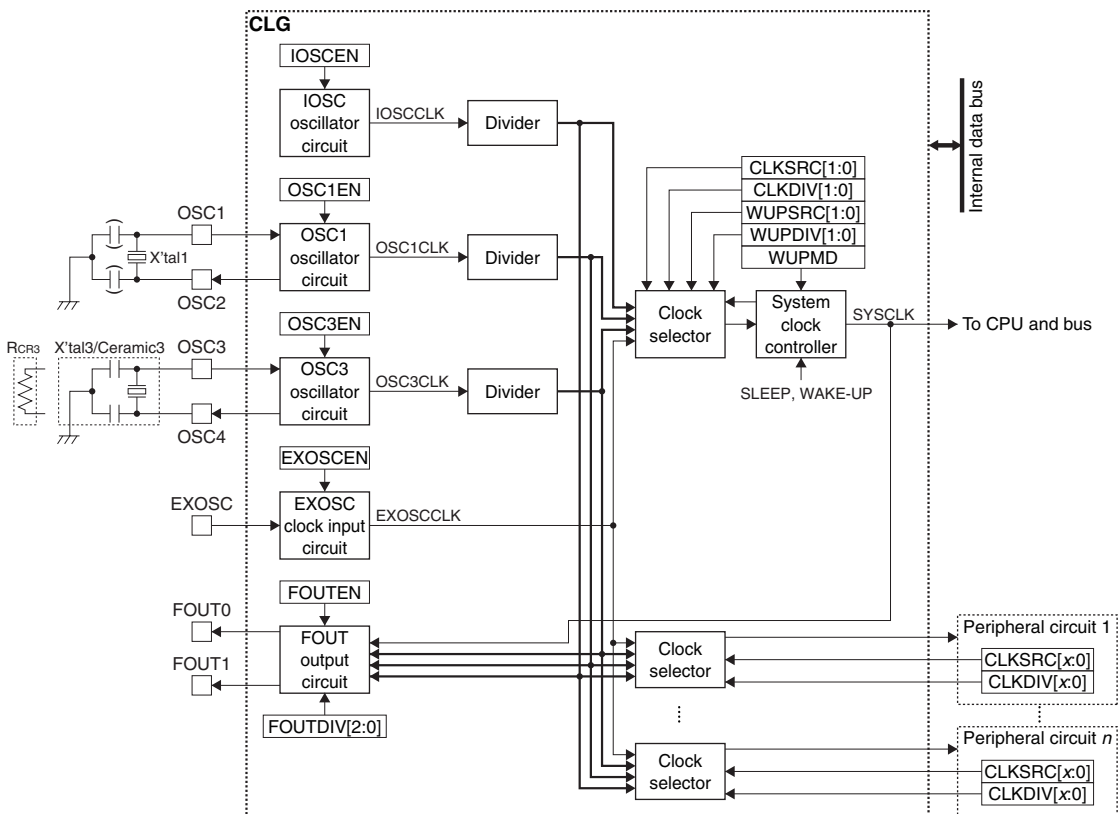 CLG
IOSCEN
IOSC
oscillator
circuit
IOSCCLK
Divider
Internal data bus
CLKSRC[1:0]
CLKDIV[1:0]
WUPSRC[1:0]
WUPDIV[1:0]
WUPMD
OSC1EN
OSC1
OSC1
oscillator
circuit
OSC1CLK
Divider
X'tal1
OSC2
Clock
selector
System
clock
controller
SYSCLK
To CPU and bus
SLEEP, WAKE-UP
OSC3EN
RCR3
X'tal3/Ceramic3
OSC3
OSC3
oscillator
circuit
OSC3CLK
Divider
OSC4
EXOSCEN
EXOSC
EXOSC
clock input
circuit
EXOSCCLK
FOUTEN
FOUT0
FOUT
output
circuit
FOUT1
FOUTDIV[2:0]
Clock
selector
Peripheral circuit 1
CLKSRC[x:0]
CLKDIV[x:0]
Clock
selector
Peripheral circuit n
CLKSRC[x:0]
CLKDIV[x:0]